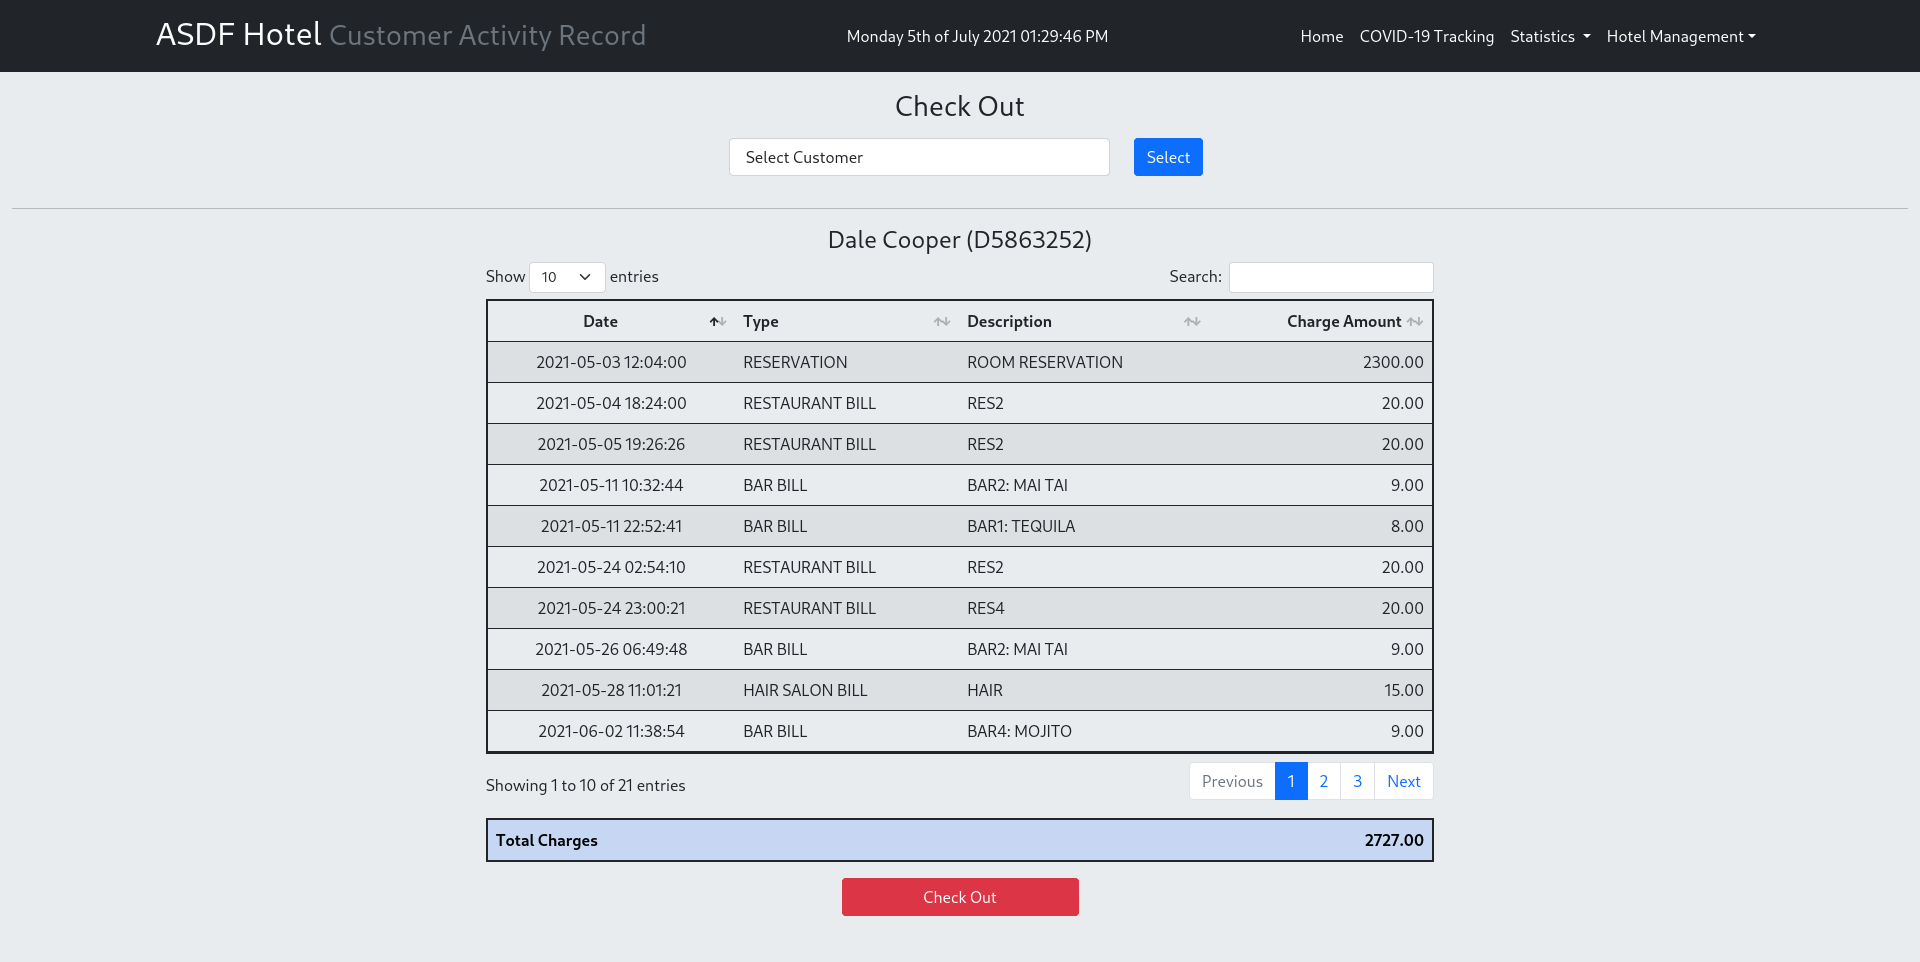 ASDF Hotel Customer Activity Record Monday 5th of July 2021 01:29:46 PM Home COVID-19 Tracking Statistics Hotel Management
Check Out
Select Customer Select
Dale Cooper (D5863252)
Show 10 entries Search:
Date Type Description Charge Amount
2021-05-03 12:04:00 RESERVATION ROOM RESERVATION 2300.00
2021-05-04 18:24:00 RESTAURANT BILL RES2 20.00
2021-05-05 19:26:26 RESTAURANT BILL RES2 20.00
2021-05-11 10:32:44 BAR BILL BAR2: MAI TAI 9.00
2021-05-11 22:52:41 BAR BILL BAR1: TEQUILA 8.00
2021-05-24 02:54:10 RESTAURANT BILL RES2 20.00
2021-05-24 23:00:21 RESTAURANT BILL RES4 20.00
2021-05-26 06:49:48 BAR BILL BAR2: MAI TAI 9.00
2021-05-28 11:01:21 HAIR SALON BILL HAIR 15.00
2021-06-02 11:38:54 BAR BILL BAR4: MOJITO 9.00
Showing 1 to 10 of 21 entries Previous 1 2 3 Next
Total Charges 2727.00
Check Out